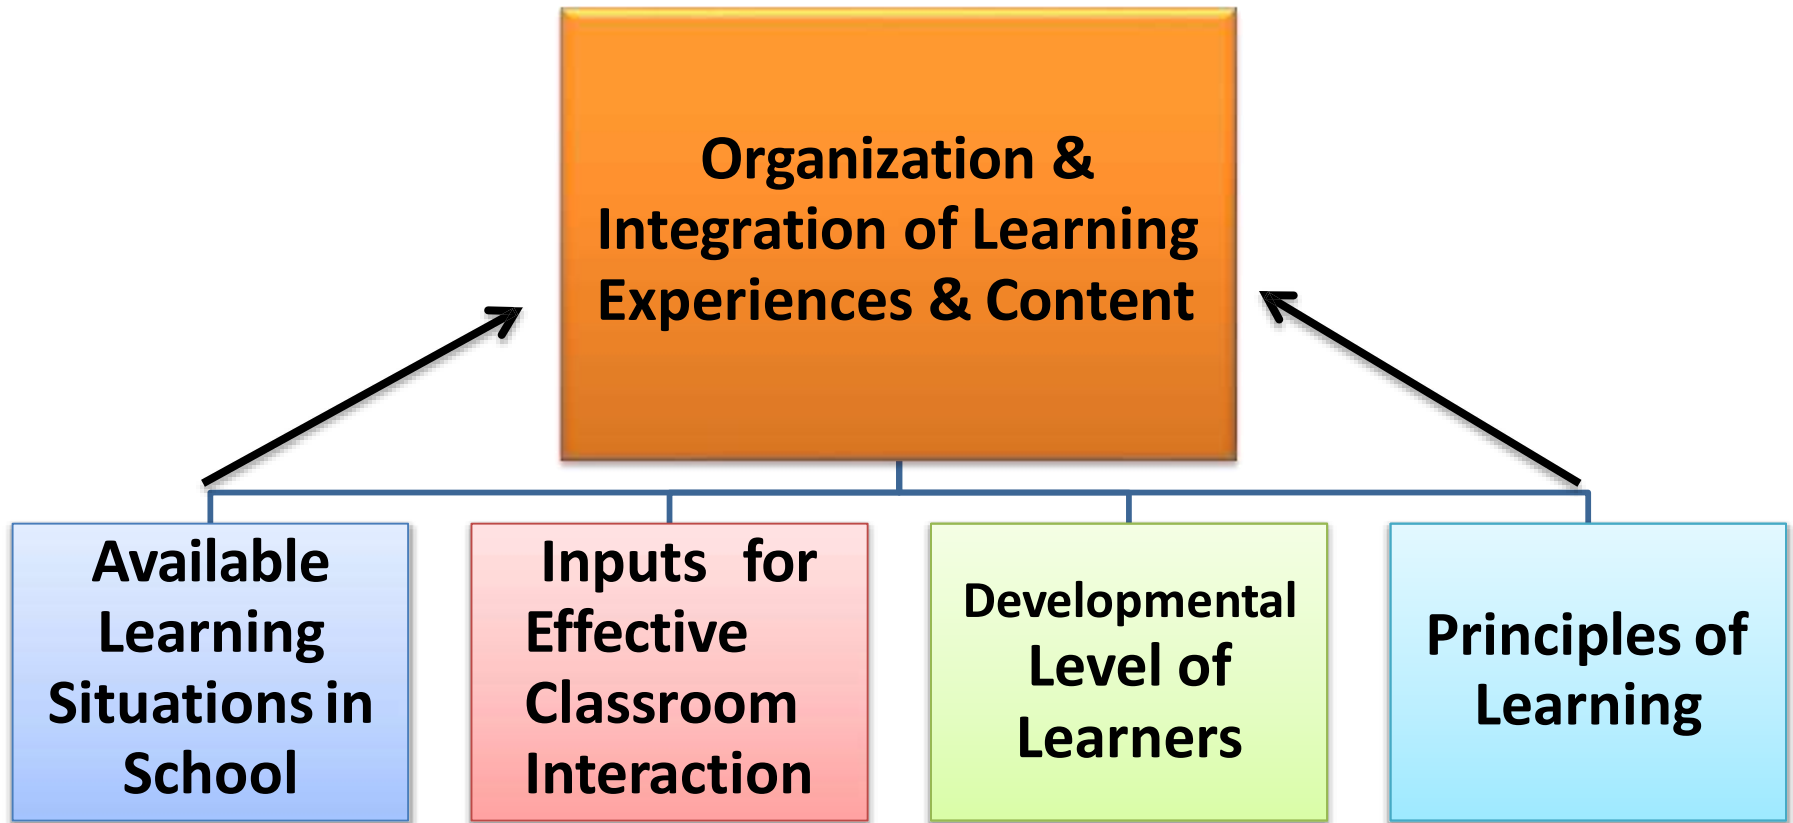 Organization &
Integration of Learning
Experiences & Content
Available
Learning
Situations in
School
Inputs for
Effective
Classroom
Interaction
Developmental
Level of
Learners
Principles of
Learning